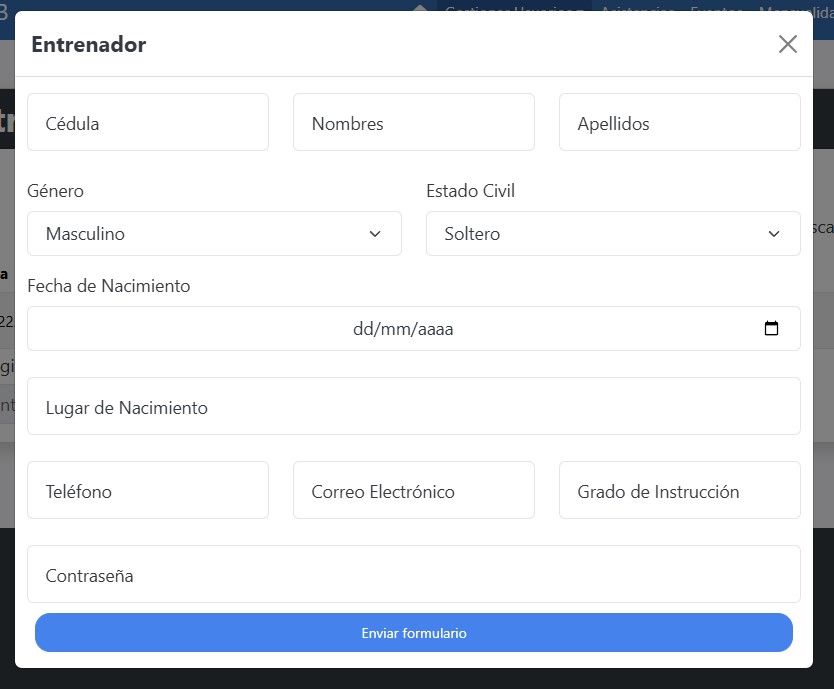 Entrenador
Cédula Nombres Apellidos
Género Estado Civil
Masculino Soltero
Fecha de Nacimiento
dd/mm/aaaa
Lugar de Nacimiento
Teléfono Correo Electrónico Grado de Instrucción
Contraseña
Enviar formulario